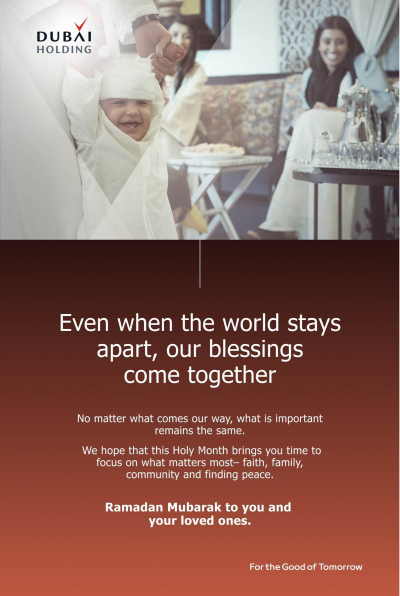 DUBAI
HOLDING
Even when the world stays
apart, our blessings
come together
No matter what comes our way, what is important
remains the same.
We hope that this Holy Month brings you time to
focus on what matters most– faith, family,
community and finding peace.
Ramadan Mubarak to you and
your loved ones.
For the Good of Tomorrow